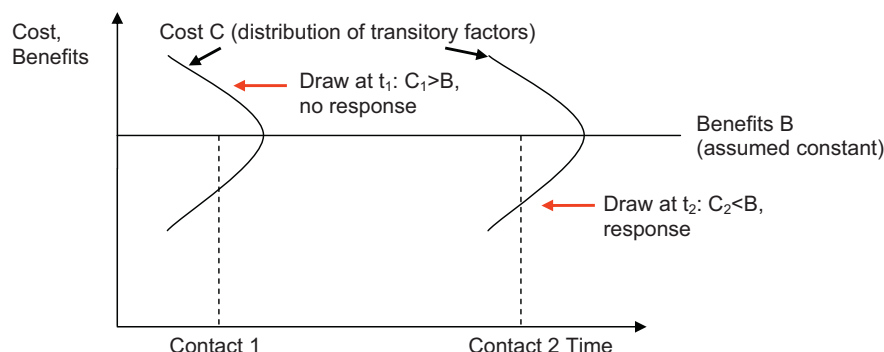 Cost,
Benefits
Cost C (distribution of transitory factors)
Draw at t₁: C₁>B,
no response
Benefits B
(assumed constant)
Draw at t₂: C₂<B,
response
Contact 1
Contact 2 Time